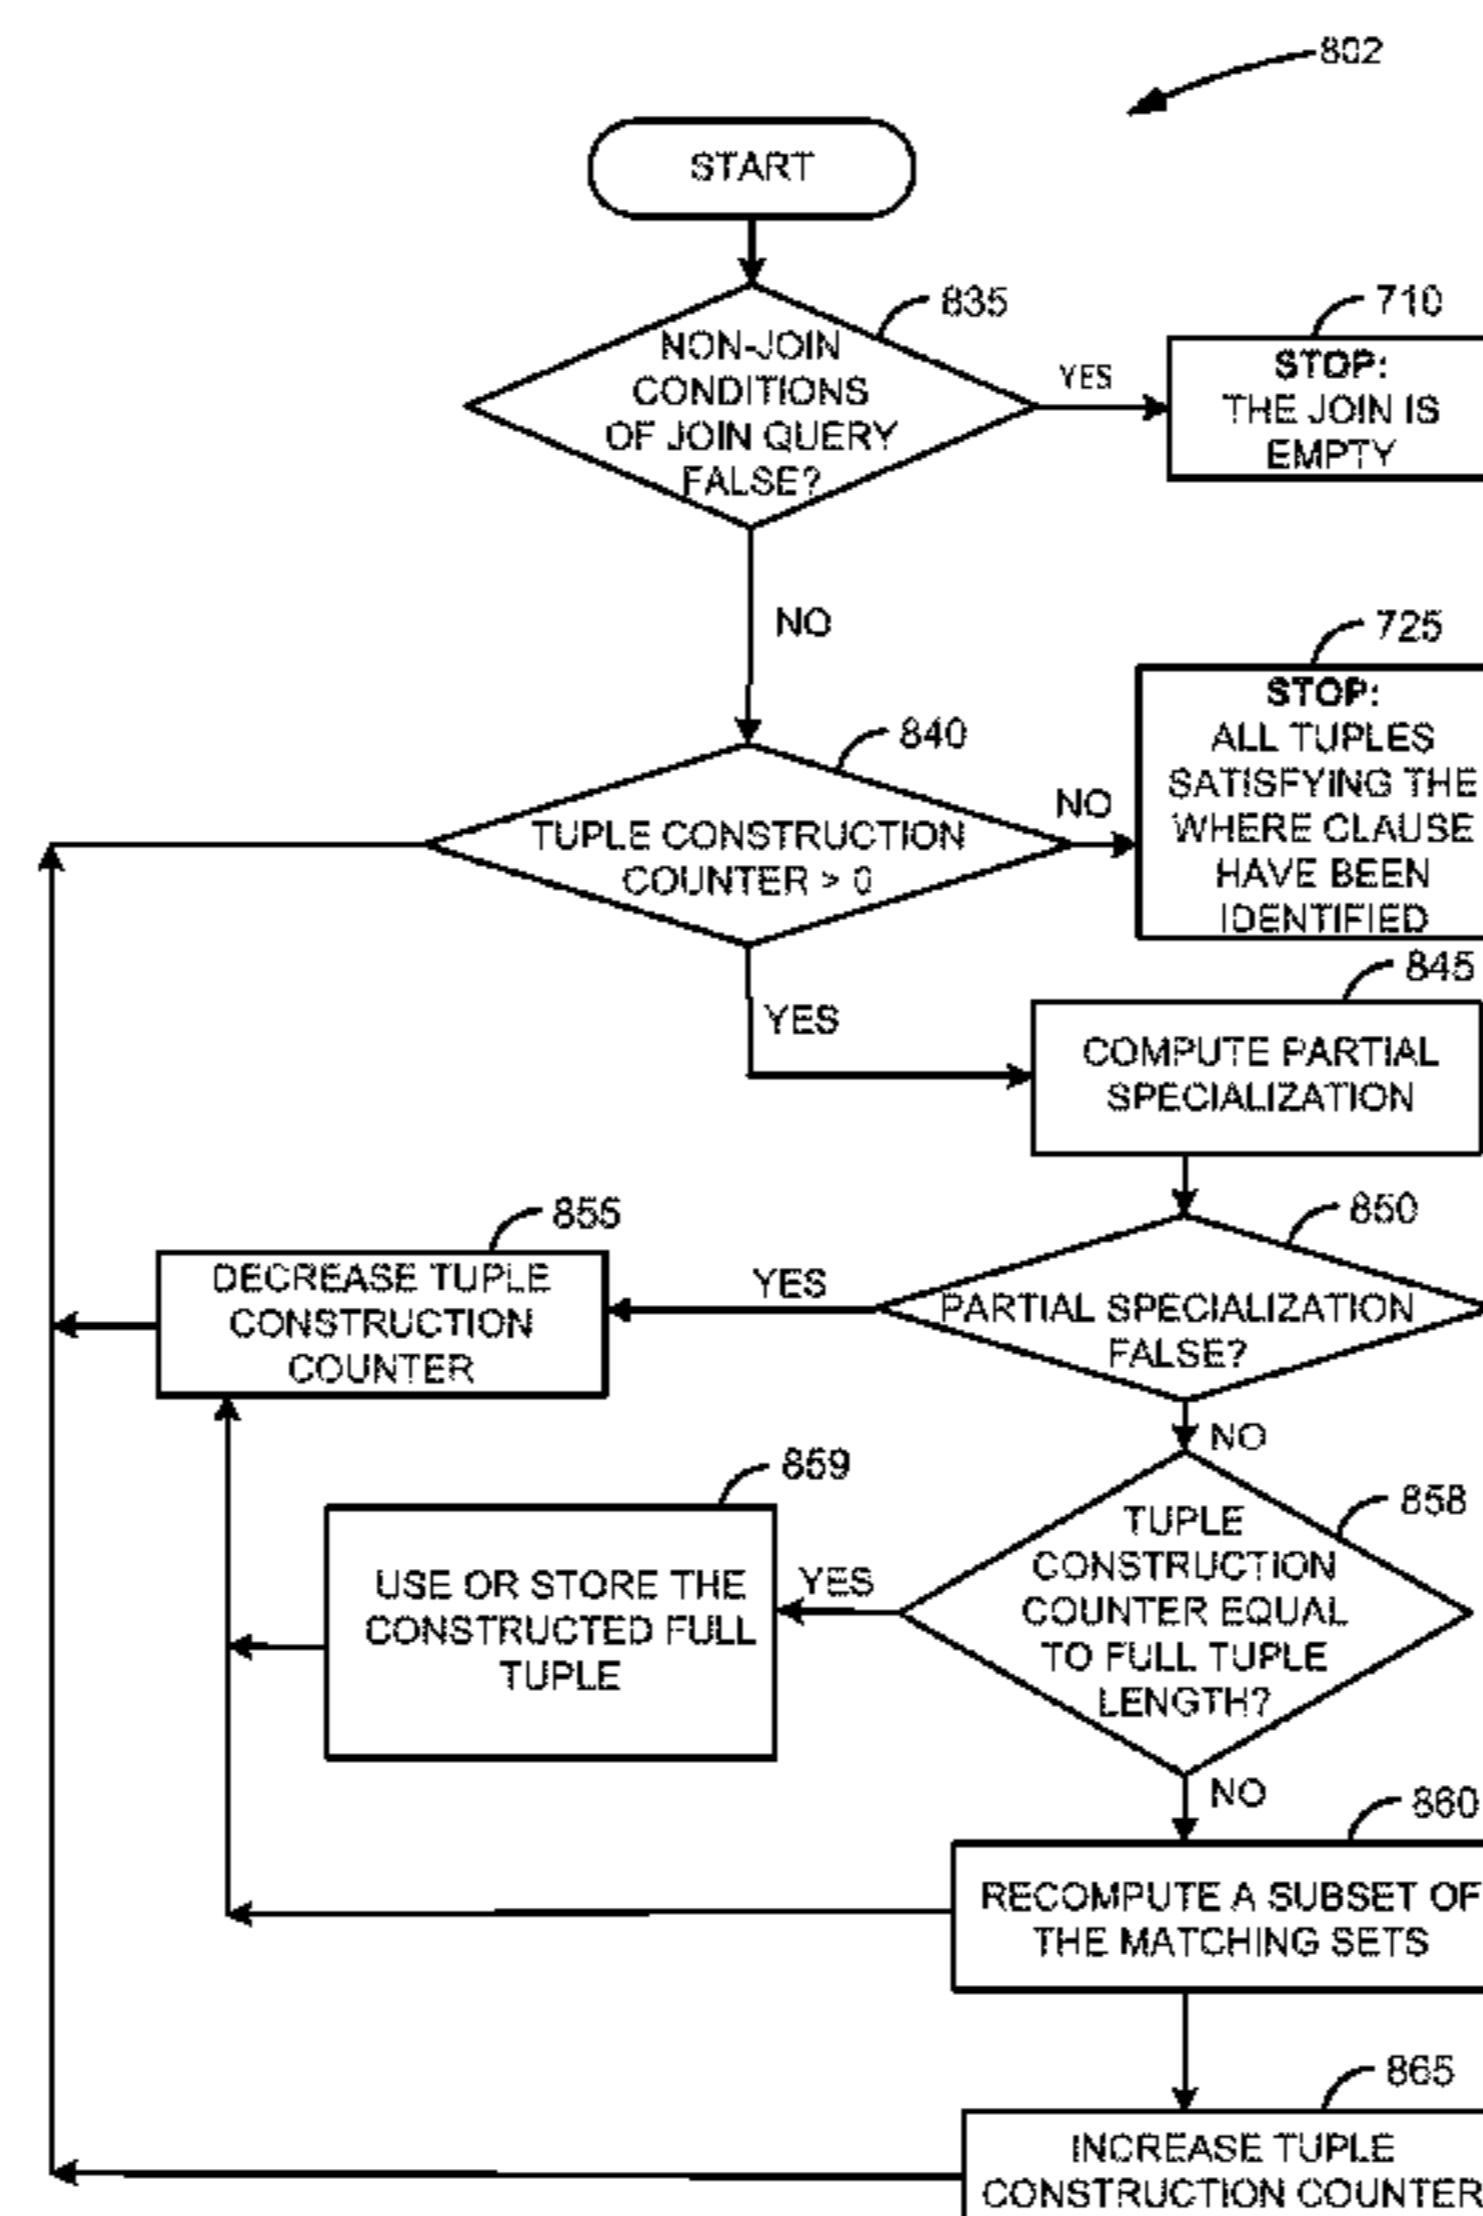 802
START
835
NON-JOIN
CONDITIONS
OF JOIN QUERY
FALSE?
YES
710
STOP:
THE JOIN IS
EMPTY
NO
725
STOP:
ALL TUPLES
SATISFYING THE
WHERE CLAUSE
HAVE BEEN
IDENTIFIED
840
TUPLE CONSTRUCTION
COUNTER > 0
NO
YES
845
COMPUTE PARTIAL
SPECIALIZATION
850
PARTIAL SPECIALIZATION
FALSE?
YES
855
DECREASE TUPLE
CONSTRUCTION
COUNTER
NO
858
TUPLE
CONSTRUCTION
COUNTER EQUAL
TO FULL TUPLE
LENGTH?
YES
859
USE OR STORE THE
CONSTRUCTED FULL
TUPLE
NO
860
RECOMPUTE A SUBSET OF
THE MATCHING SETS
865
INCREASE TUPLE
CONSTRUCTION COUNTER